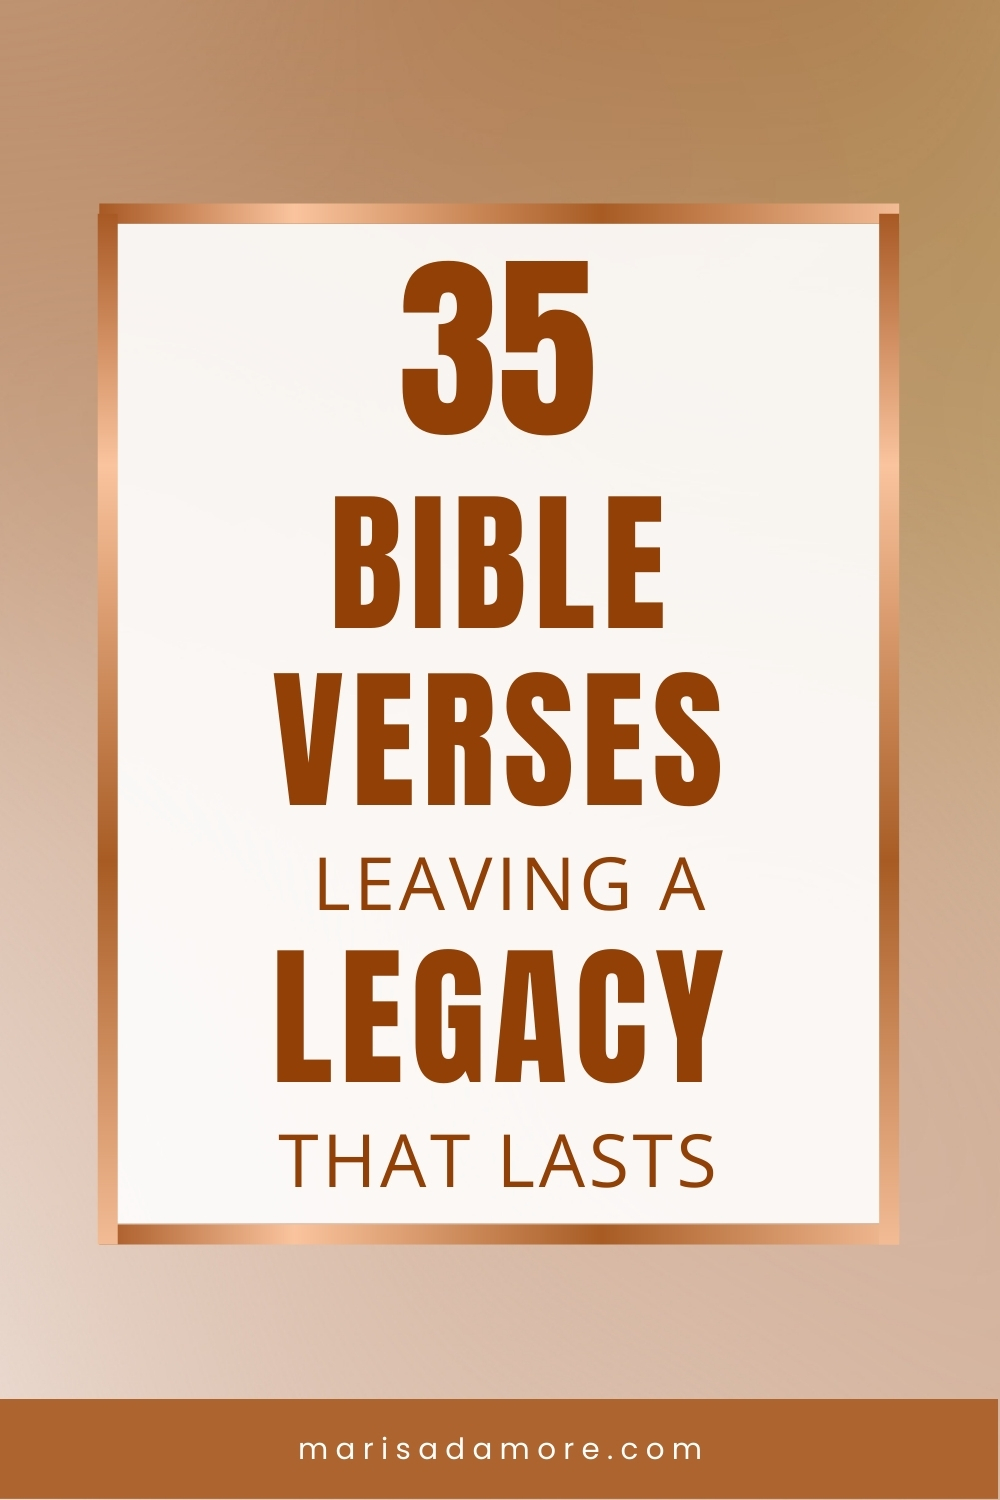 35
BIBLE
VERSES
LEAVING A
LEGACY
THAT LASTS
marisadamore.com